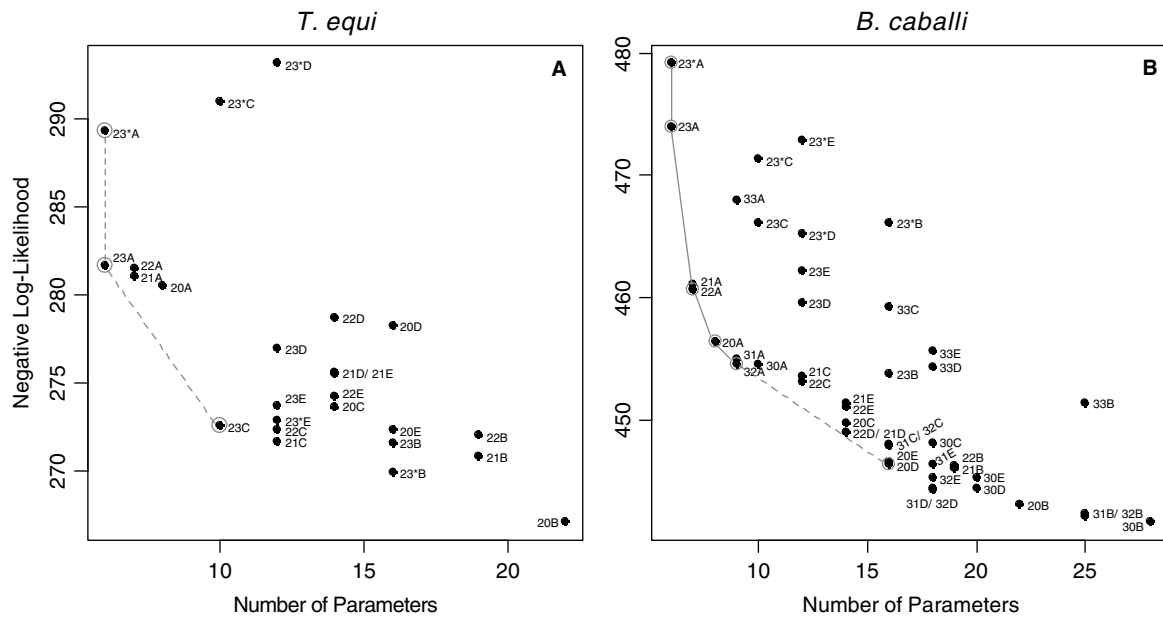 T. equi
B. caballi
A
23*D
23*C
23*A
23A
22A
21A
20A
22D
20D
23D
21D/ 21E
22E
20C
23E
23*E
22C
21C
23C
20E
23B
23*B
22B
21B
20B
290
285
280
275
270
10
15
20
Negative Log-Likelihood
Number of Parameters
B
23*A
23A
23*E
23*C
33A
23C
23*B
23*D
23E
23D
33C
21A
22A
20A
31A
32A
30A
21C
22C
23B
33E
33D
33B
21E
22E
20C
22D/ 21D
31C/ 32C
30C
20E
20D
31E
22B
21B
32E
30E
30D
31D/ 32D
20B
31B/ 32B
30B
480
470
460
450
10
15
20
25
Number of Parameters